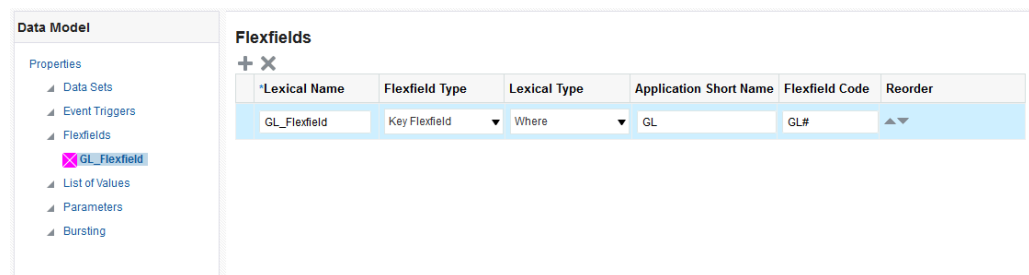 Data Model
Properties
Data Sets
Event Triggers
Flexfields
GL_Flexfield
List of Values
Parameters
Bursting
Flexfields
*Lexical Name Flexfield Type Lexical Type Application Short Name Flexfield Code Reorder
GL_Flexfield Key Flexfield Where GL GL#